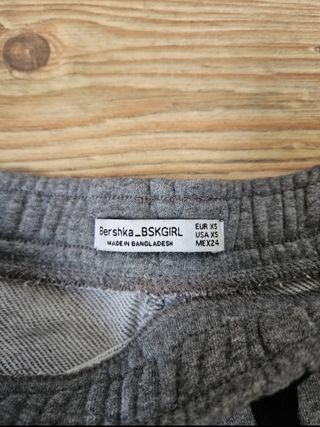 Bershka_BSKGIRL
MADE IN BANGLADESH
EUR XS
USA XS
MEX24